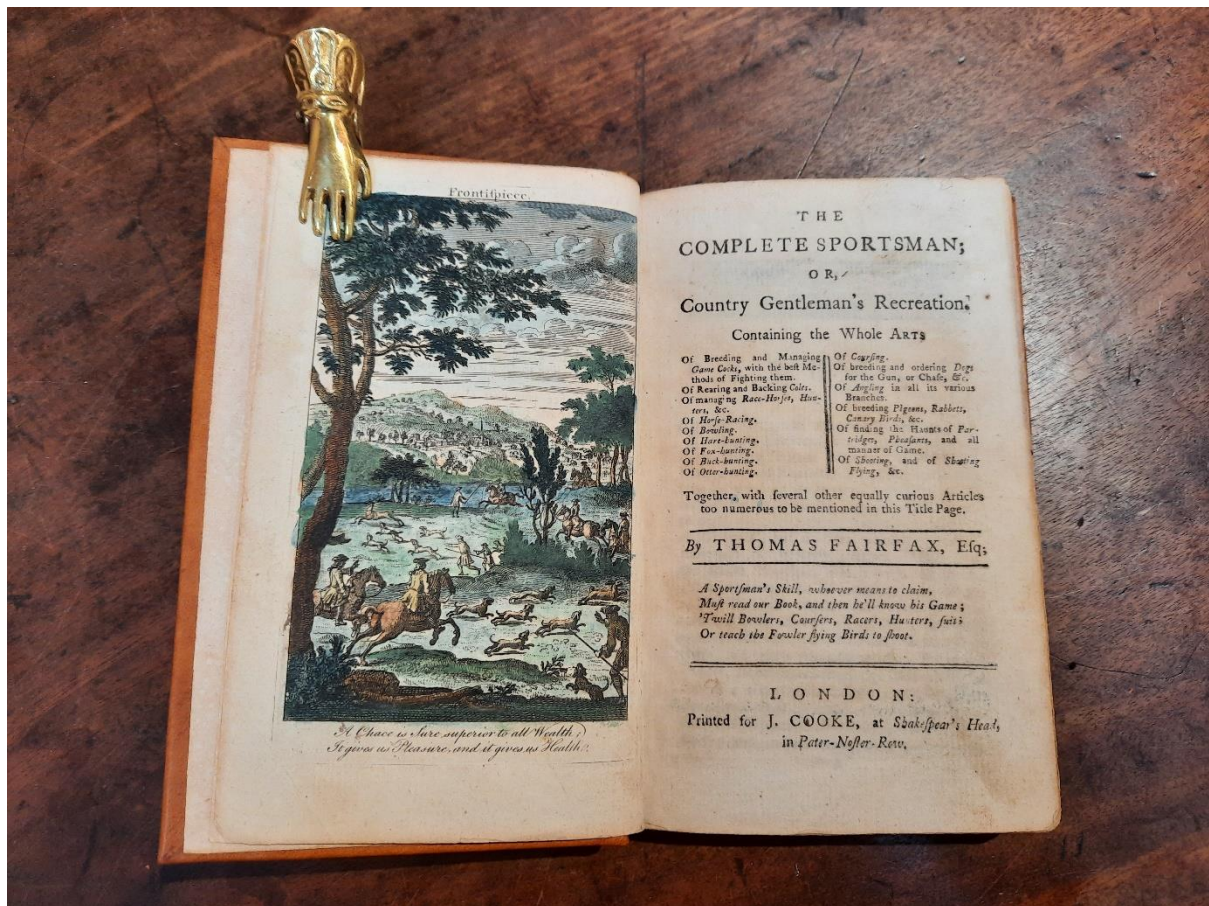 Frontiſpiece.
A Chace is Sure superior to all Wealth,
It gives us Pleasure, and it gives us Health.
THE
COMPLETE SPORTSMAN;
OR,
Country Gentleman's Recreation.
Containing the Whole ARTS
Of Breeding and Managing
Game Cocks, with the beſt Me-
thods of Fighting them.
Of Rearing and Backing Colts.
Of managing Race-Horſes, Hun-
ters, &c.
Of Horſe-Racing.
Of Bowling.
Of Hare-hunting.
Of Fox-hunting.
Of Buck-hunting.
Of Otter-hunting.
Of Courſing.
Of breeding and ordering Dogs
for the Gun, or Chaſe, &c.
Of Angling in all its various
Branches.
Of breeding Pigeons, Rabbets,
Canary Birds, &c.
Of finding the Haunts of Par-
tridges, Pheaſants, and all
manner of Game.
Of Shooting, and of Shooting
Flying, &c.
Together, with ſeveral other equally curious Articles
too numerous to be mentioned in this Title Page.
By THOMAS FAIRFAX, Eſq;
A Sportſman's Skill, whoever means to claim,
Muſt read our Book, and then he'll know his Game;
'Twill Bowlers, Courſers, Racers, Hunters, ſuit;
Or teach the Fowler flying Birds to ſhoot.
LONDON:
Printed for J. COOKE, at Shakeſpear's Head,
in Pater-Noſter-Row.